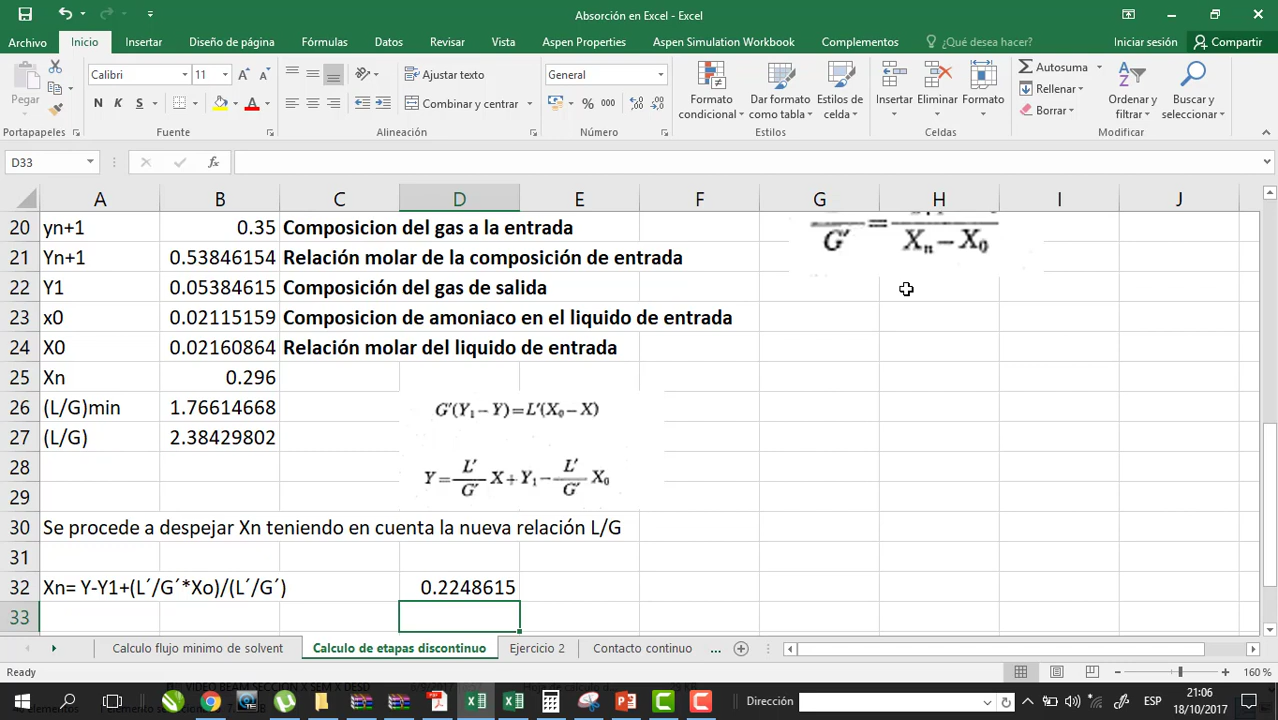 Absorción en Excel - Excel
Archivo Inicio Insertar Diseño de página Fórmulas Datos Revisar Vista Aspen Properties Aspen Simulation Workbook Complementos ¿Qué desea hacer? Iniciar sesión Compartir
Pegar Calibri 11 Ajustar texto General Formato condicional Dar formato como tabla Estilos de celda Insertar Eliminar Formato Autosuma Ordenar y filtrar Buscar y seleccionar
N K S Combinar y centrar % 000 Rellenar
Borrar
Portapapeles Fuente Alineación Número Estilos Celdas Modificar
D33 fx
A B C D E F G H I J
20 yn+1 0.35 Composicion del gas a la entrada
G' = Xn − X0
21 Yn+1 0.53846154 Relación molar de la composición de entrada
22 Y1 0.05384615 Composición del gas de salida
23 x0 0.02115159 Composicion de amoniaco en el liquido de entrada
24 X0 0.02160864 Relación molar del liquido de entrada
25 Xn 0.296
26 (L/G)min 1.76614668 G'(Y1 − Y) = L'(X0 − X)
27 (L/G) 2.38429802
28 Y = L'/G' X + Y1 − L'/G' X0
29
30 Se procede a despejar Xn teniendo en cuenta la nueva relación L/G
31
32 Xn= Y-Y1+(L´/G´*Xo)/(L´/G´) 0.2248615
33
Calculo flujo minimo de solvent Calculo de etapas discontinuo Ejercicio 2 Contacto continuo ...
Ready 160 %
Dirección ESP 21:06
18/10/2017